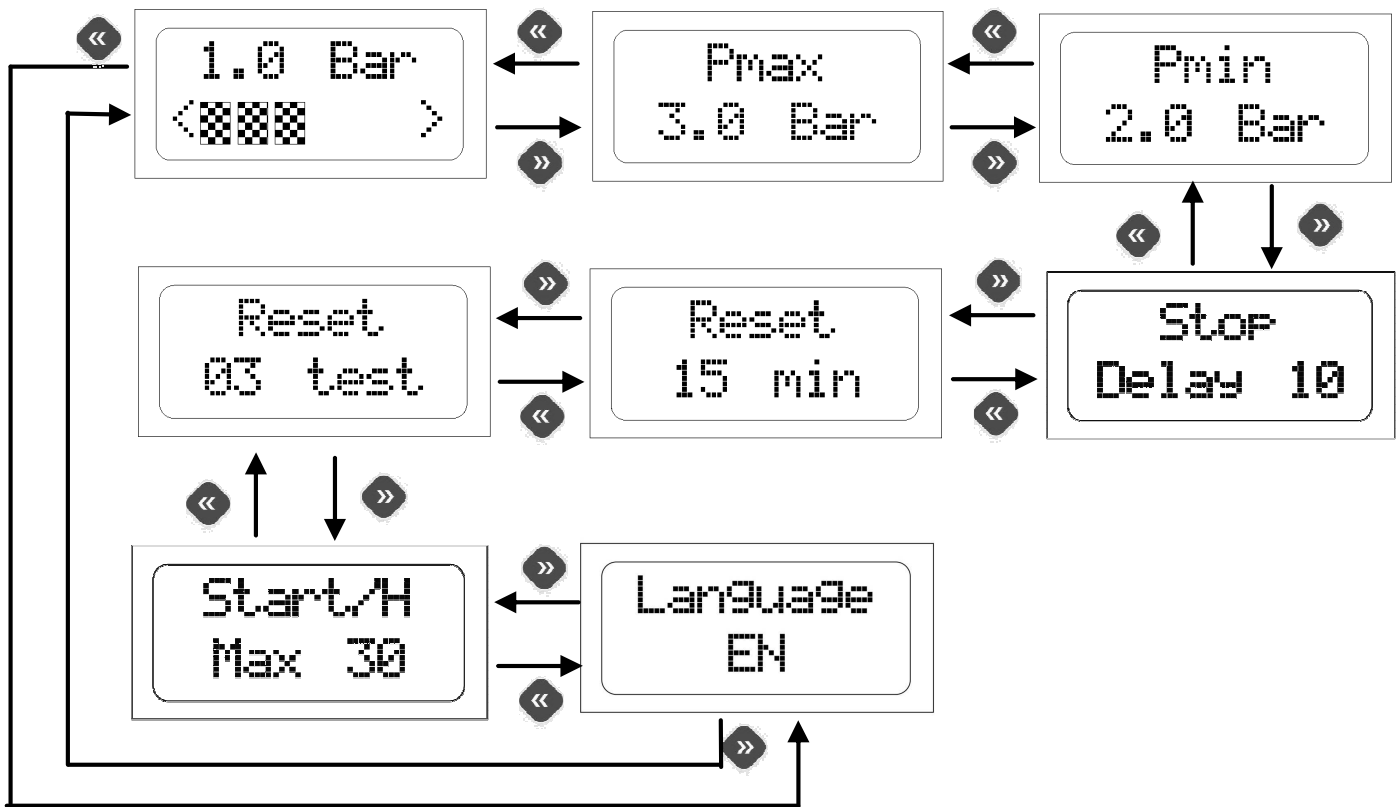 «
1.0 Bar
< >
«
»
Pmax
3.0 Bar
«
»
Pmin
2.0 Bar
«
»
Reset
03 test
»
«
Reset
15 min
»
«
Stop
Delay 10
«
»
Start/H
Max 30
»
«
Language
EN
»